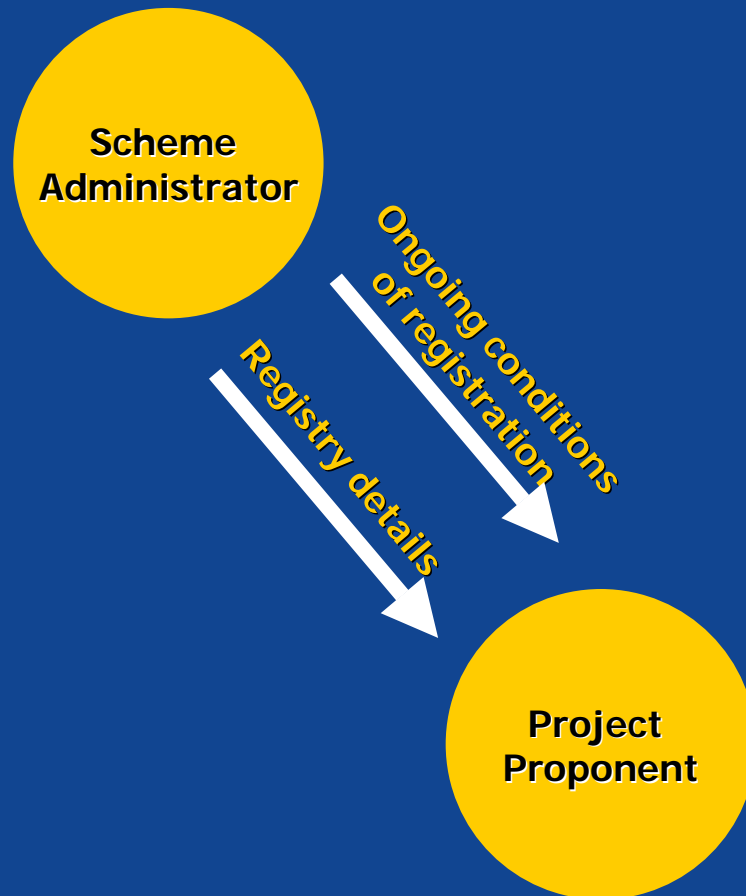 Scheme
Administrator
Ongoing conditions
of registration
Registry details
Project
Proponent